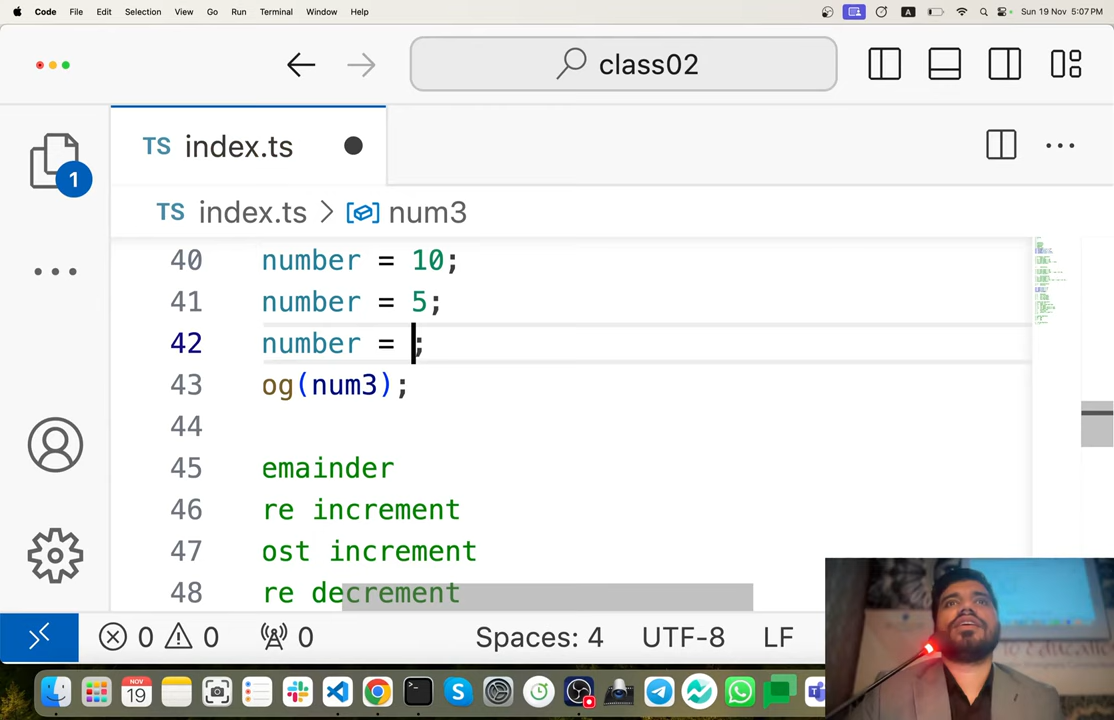 Code File Edit Selection View Go Run Terminal Window Help A Sun 19 Nov 5:07PM
class02
TS index.ts
1
TS index.ts > num3
40 number = 10;
41 number = 5;
42 number = ;
43 og(num3);
44
45 emainder
46 re increment
47 ost increment
48 re decrement
0 0 0 Spaces: 4 UTF-8 LF
NOV
19